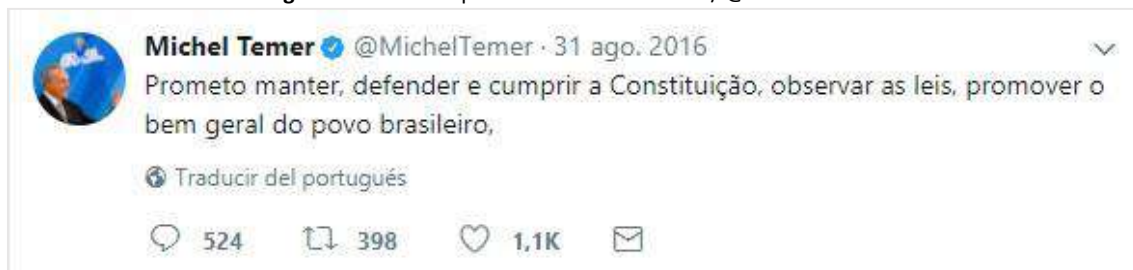 Michel Temer @MichelTemer · 31 ago. 2016
Prometo manter, defender e cumprir a Constituição, observar as leis, promover o
bem geral do povo brasileiro,
Traducir del portugués
524 398 1,1K